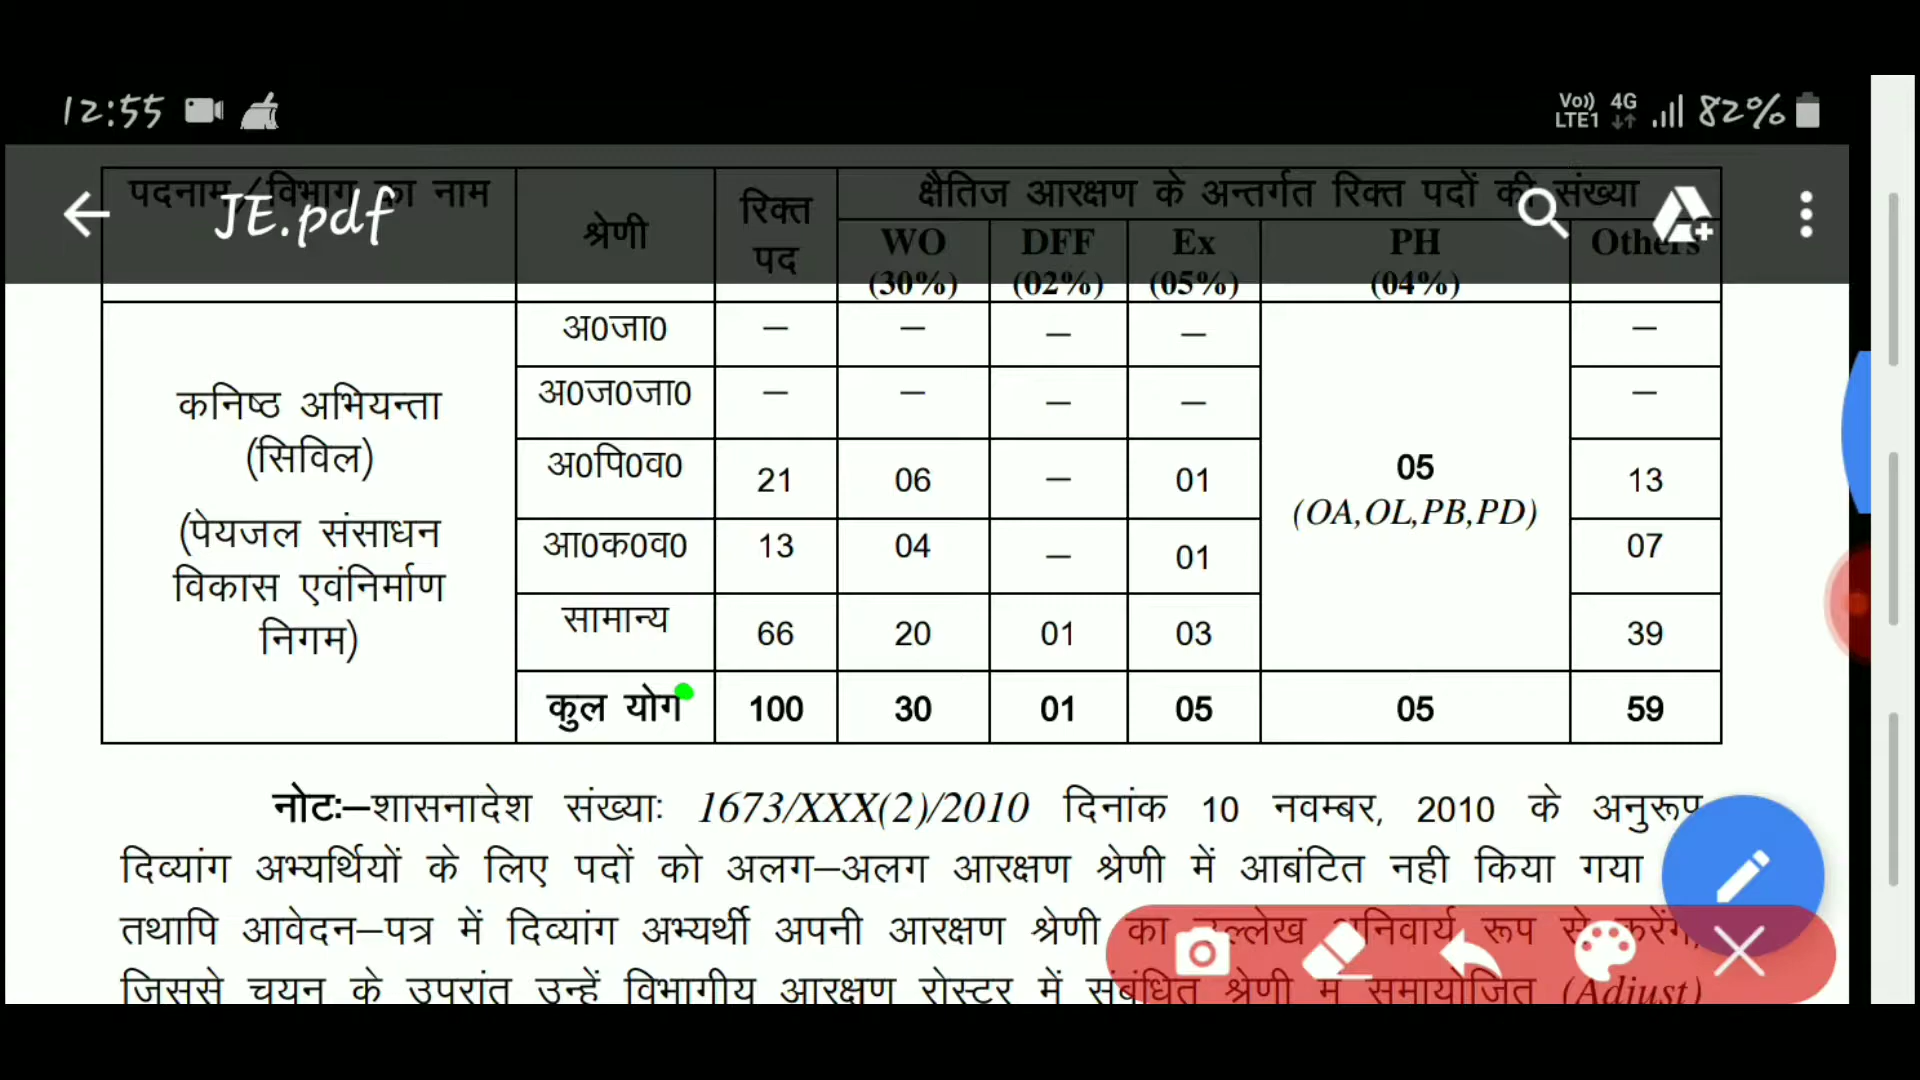 12:55 Vo)) LTE1 4G 82%
JE.pdf
पदनाम/विभाग का नाम श्रेणी रिक्त पद क्षैतिज आरक्षण के अन्तर्गत रिक्त पदों की संख्या
WO (30%) DFF (02%) Ex (05%) PH (04%) Others
कनिष्ठ अभियन्ता
(सिविल)
(पेयजल संसाधन
विकास एवंनिर्माण
निगम)
अ0जा0 – – – – –
अ0ज0जा0 – – – – –
अ0पि0व0 21 06 – 01 13
आ0क0व0 13 04 – 01 07
सामान्य 66 20 01 03 39
05
(OA,OL,PB,PD)
कुल योग 100 30 01 05 05 59
नोटः–शासनादेश संख्याः 1673/XXX(2)/2010 दिनांक 10 नवम्बर, 2010 के अनुरूप
दिव्यांग अभ्यर्थियों के लिए पदों को अलग–अलग आरक्षण श्रेणी में आबंटित नही किया गया
तथापि आवेदन–पत्र में दिव्यांग अभ्यर्थी अपनी आरक्षण श्रेणी का उल्लेख अनिवार्य रूप से करेंगे,
जिससे चयन के उपरांत उन्हें विभागीय आरक्षण रोस्टर में संबंधित श्रेणी में समायोजित (Adjust)